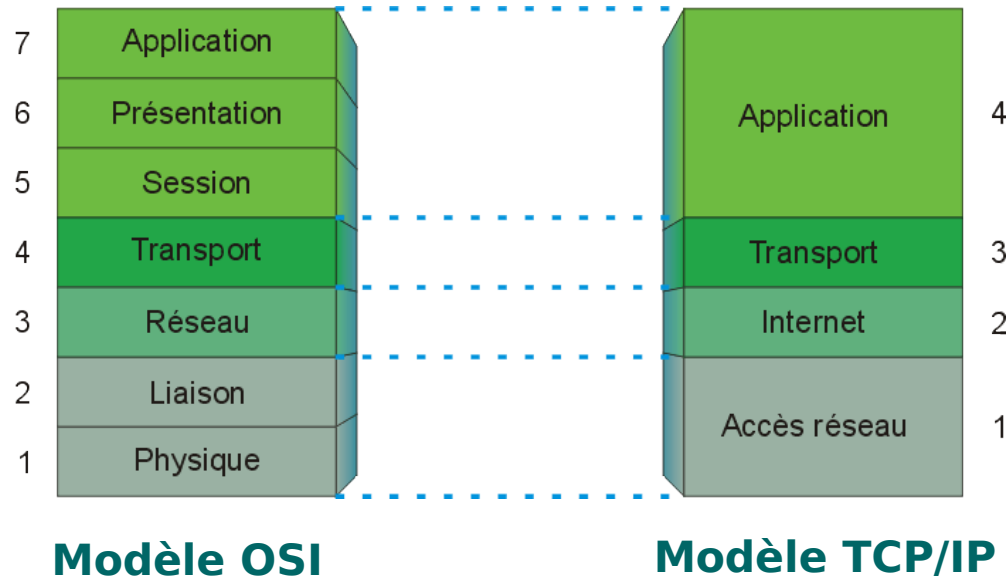 7 Application
6 Présentation
5 Session
4 Transport
3 Réseau
2 Liaison
1 Physique
Modèle OSI
Application 4
Transport 3
Internet 2
Accès réseau 1
Modèle TCP/IP